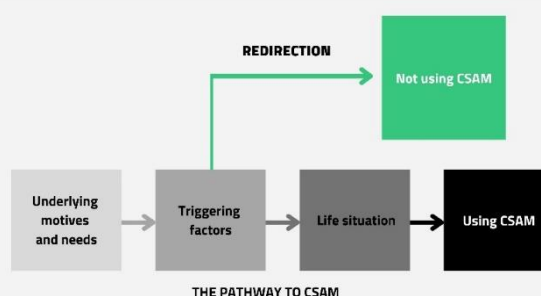 REDIRECTION
Not using CSAM
Underlying
motives
and needs
Triggering
factors
Life situation
Using CSAM
THE PATHWAY TO CSAM